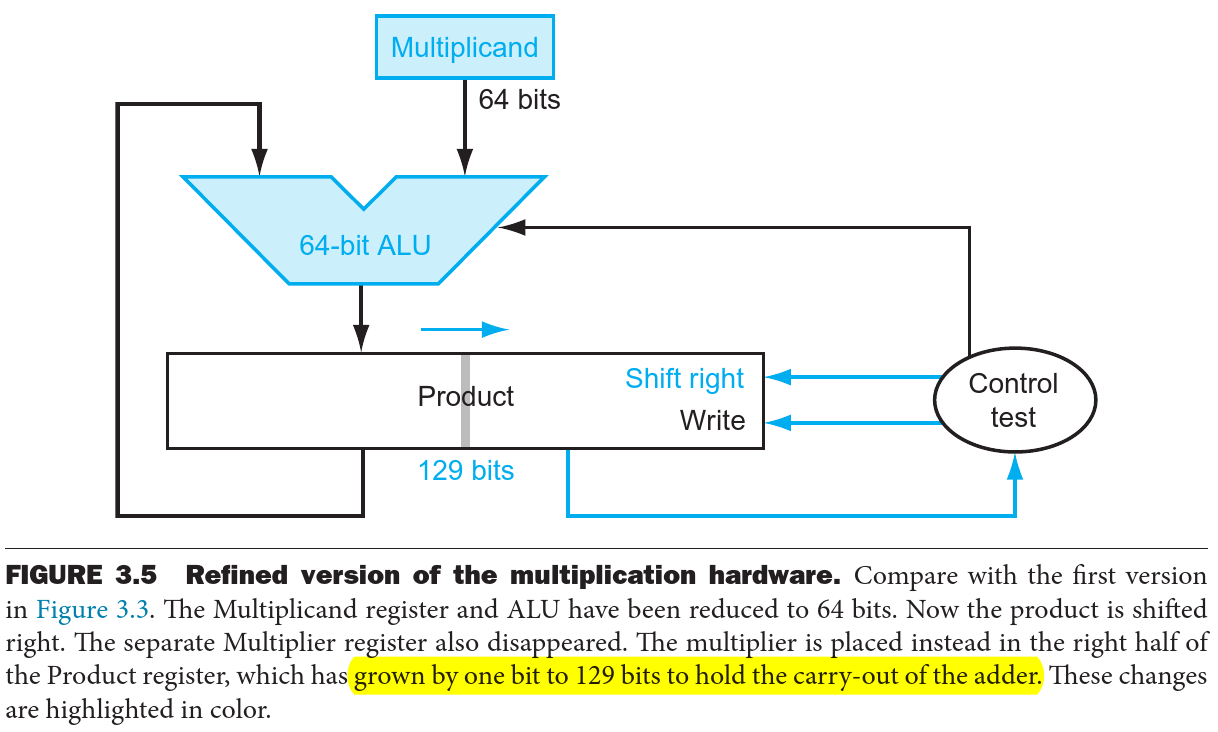 Multiplicand
64 bits
64-bit ALU
Product
Shift right
Write
Control
test
129 bits
FIGURE 3.5 Refined version of the multiplication hardware. Compare with the first version
in Figure 3.3. The Multiplicand register and ALU have been reduced to 64 bits. Now the product is shifted
right. The separate Multiplier register also disappeared. The multiplier is placed instead in the right half of
the Product register, which has grown by one bit to 129 bits to hold the carry-out of the adder. These changes
are highlighted in color.